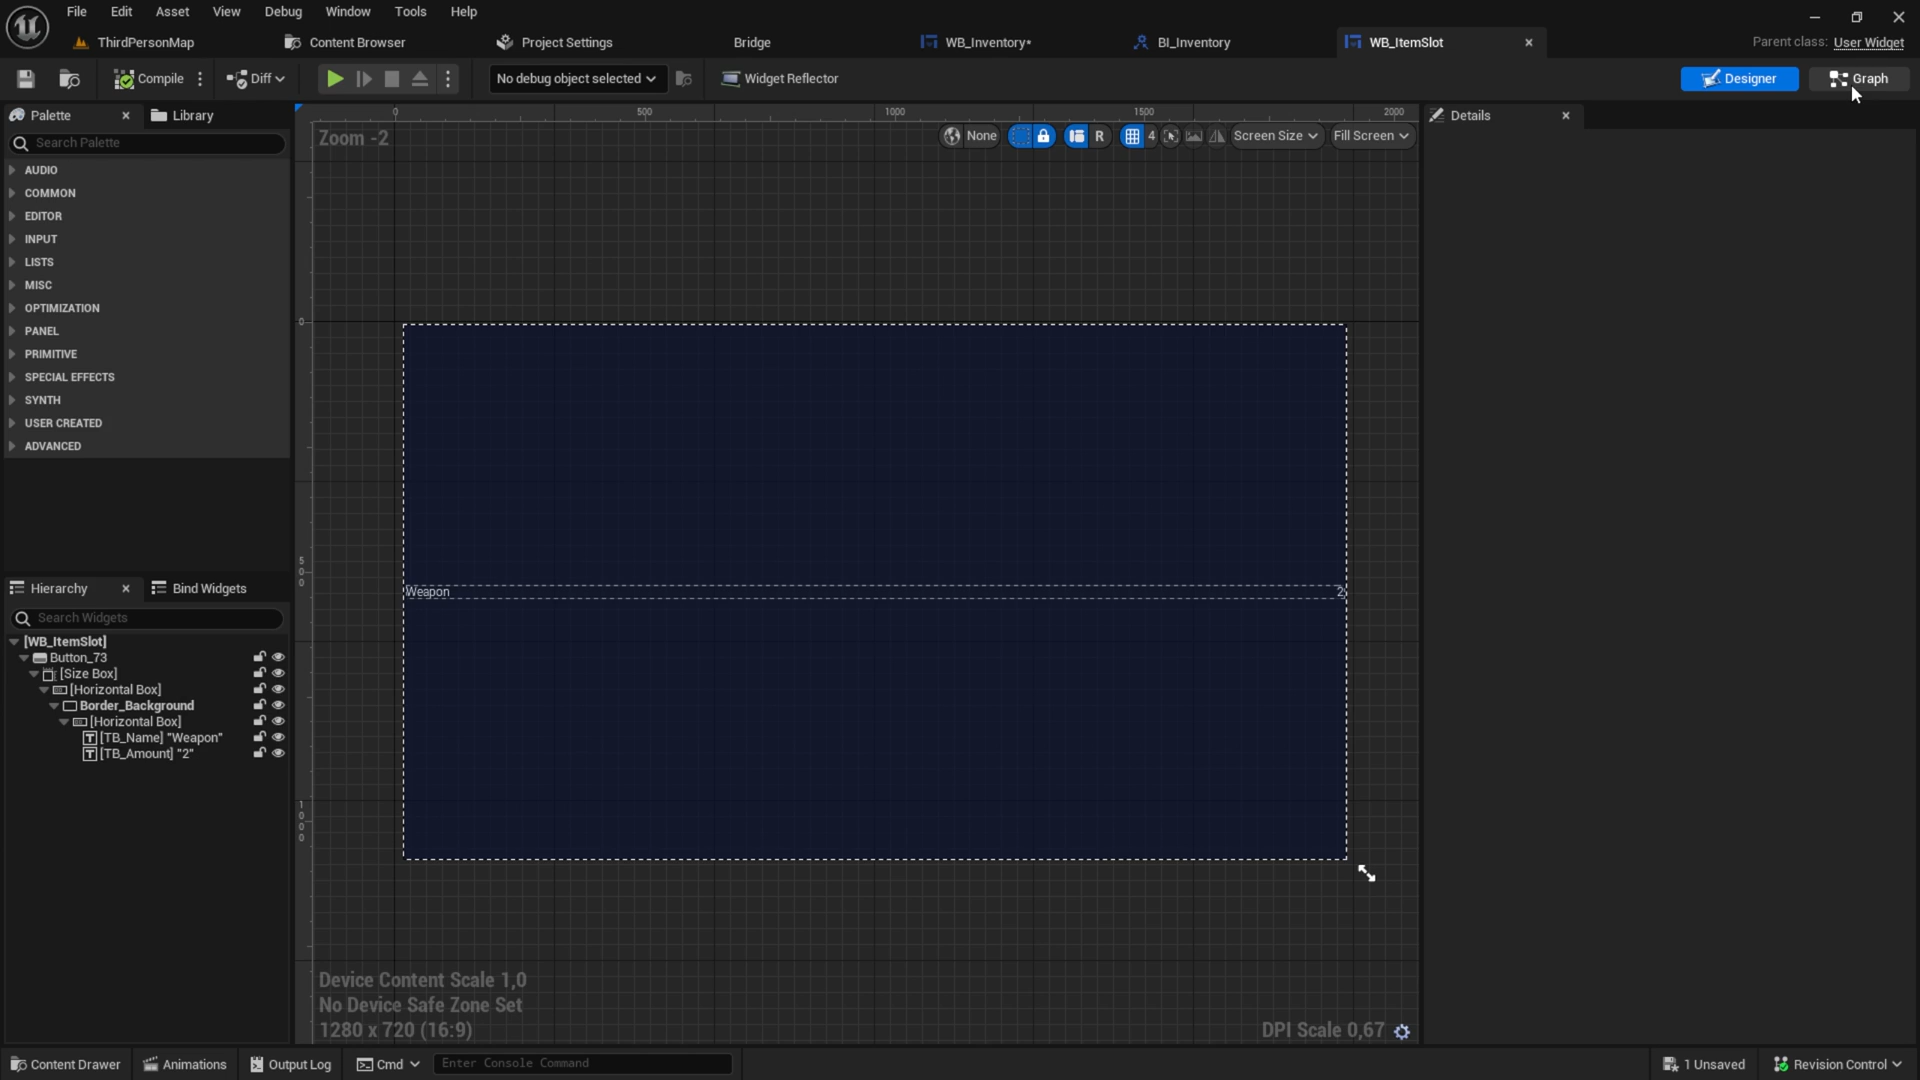 File Edit Asset View Debug Window Tools Help
ThirdPersonMap Content Browser Project Settings Bridge WB_Inventory* BI_Inventory WB_ItemSlot Parent class: User Widget
Compile Diff No debug object selected Widget Reflector Designer Graph
Palette Library
Search Palette
AUDIO
COMMON
EDITOR
INPUT
LISTS
MISC
OPTIMIZATION
PANEL
PRIMITIVE
SPECIAL EFFECTS
SYNTH
USER CREATED
ADVANCED
Hierarchy Bind Widgets
Search Widgets
[WB_ItemSlot]
Button_73
[Size Box]
[Horizontal Box]
Border_Background
[Horizontal Box]
[TB_Name] "Weapon"
[TB_Amount] "2"
0 500 1000 1500 2000
Zoom -2 None R 4 Screen Size Fill Screen
0
500
1000
Weapon 2
Device Content Scale 1,0
No Device Safe Zone Set
1280 x 720 (16:9) DPI Scale 0,67
Details
Content Drawer Animations Output Log Cmd Enter Console Command 1 Unsaved Revision Control